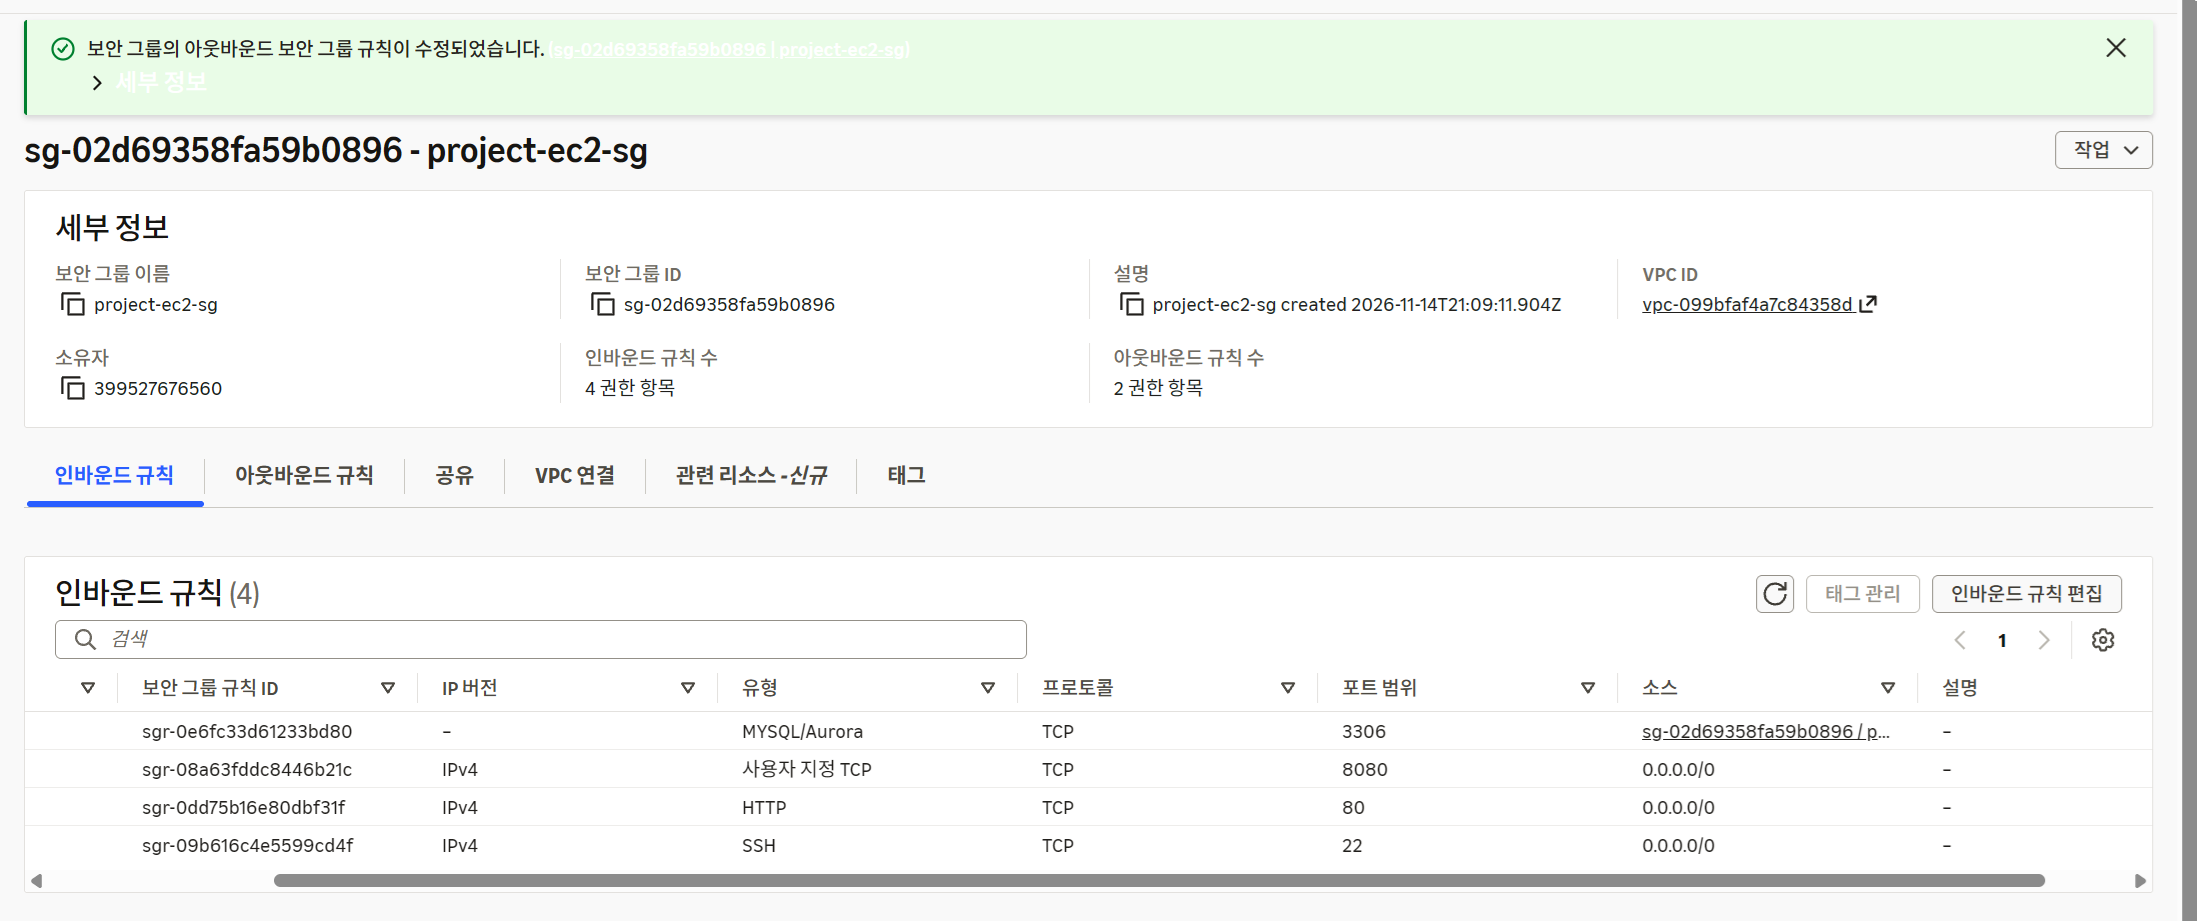 보안 그룹의 아웃바운드 보안 그룹 규칙이 수정되었습니다. (sg-02d69358fa59b0896 | project-ec2-sg)
세부 정보
sg-02d69358fa59b0896 - project-ec2-sg
작업
세부 정보
보안 그룹 이름
project-ec2-sg
보안 그룹 ID
sg-02d69358fa59b0896
설명
project-ec2-sg created 2026-11-14T21:09:11.904Z
VPC ID
vpc-099bfaf4a7c84358d
소유자
399527676560
인바운드 규칙 수
4 권한 항목
아웃바운드 규칙 수
2 권한 항목
인바운드 규칙 아웃바운드 규칙 공유 VPC 연결 관련 리소스 - 신규 태그
인바운드 규칙 (4)
태그 관리 인바운드 규칙 편집
검색
1
보안 그룹 규칙 ID IP 버전 유형 프로토콜 포트 범위 소스 설명
sgr-0e6fc33d61233bd80 – MYSQL/Aurora TCP 3306 sg-02d69358fa59b0896 / p... –
sgr-08a63fddc8446b21c IPv4 사용자 지정 TCP TCP 8080 0.0.0.0/0 –
sgr-0dd75b16e80dbf31f IPv4 HTTP TCP 80 0.0.0.0/0 –
sgr-09b616c4e5599cd4f IPv4 SSH TCP 22 0.0.0.0/0 –